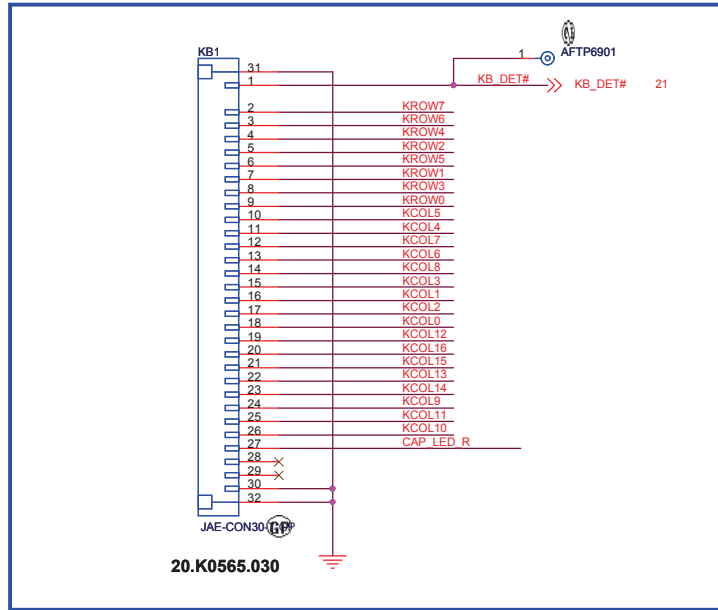 KB1
31
1
1 AFTP6901
KB_DET# KB_DET# 21
2 KROW7
3 KROW6
4 KROW4
5 KROW2
6 KROW5
7 KROW1
8 KROW3
9 KROW0
10 KCOL5
11 KCOL4
12 KCOL7
13 KCOL6
14 KCOL8
15 KCOL3
16 KCOL1
17 KCOL2
18 KCOL0
19 KCOL12
20 KCOL16
21 KCOL15
22 KCOL13
23 KCOL14
24 KCOL9
25 KCOL11
26 KCOL10
27 CAP_LED_R
28
29
30
32
GP
20.K0565.030